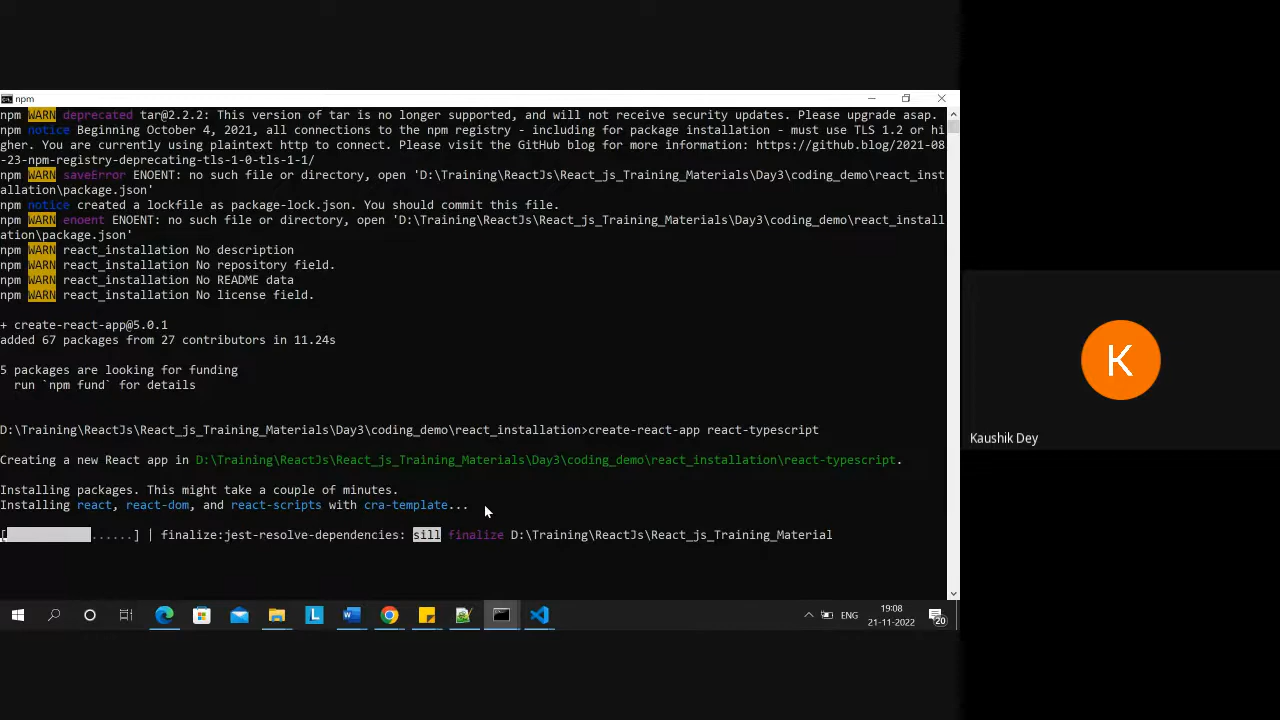 npm
npm WARN deprecated tar@2.2.2: This version of tar is no longer supported, and will not receive security updates. Please upgrade asap.
npm notice Beginning October 4, 2021, all connections to the npm registry - including for package installation - must use TLS 1.2 or hi
gher. You are currently using plaintext http to connect. Please visit the GitHub blog for more information: https://github.blog/2021-08
-23-npm-registry-deprecating-tls-1-0-tls-1-1/
npm WARN saveError ENOENT: no such file or directory, open 'D:\Training\ReactJs\React_js_Training_Materials\Day3\coding_demo\react_inst
allation\package.json'
npm notice created a lockfile as package-lock.json. You should commit this file.
npm WARN enoent ENOENT: no such file or directory, open 'D:\Training\ReactJs\React_js_Training_Materials\Day3\coding_demo\react_install
ation\package.json'
npm WARN react_installation No description
npm WARN react_installation No repository field.
npm WARN react_installation No README data
npm WARN react_installation No license field.
+ create-react-app@5.0.1
added 67 packages from 27 contributors in 11.24s
5 packages are looking for funding
run `npm fund` for details
D:\Training\ReactJs\React_js_Training_Materials\Day3\coding_demo\react_installation>create-react-app react-typescript
Creating a new React app in D:\Training\ReactJs\React_js_Training_Materials\Day3\coding_demo\react_installation\react-typescript.
Installing packages. This might take a couple of minutes.
Installing react, react-dom, and react-scripts with cra-template...
[......] | finalize:jest-resolve-dependencies: sill finalize D:\Training\ReactJs\React_js_Training_Material
K
Kaushik Dey
L
ENG
19:08
21-11-2022
20